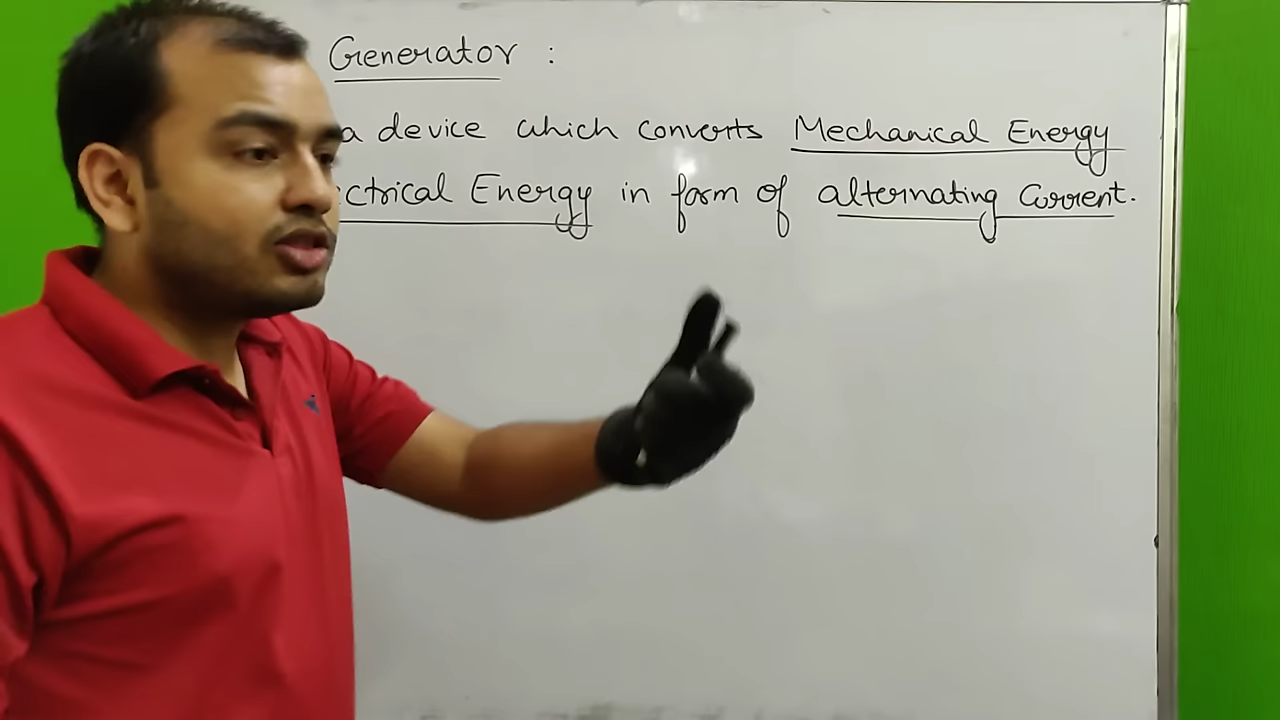 Generator :
a device which converts Mechanical Energy
ctrical Energy in form of alternating Current.